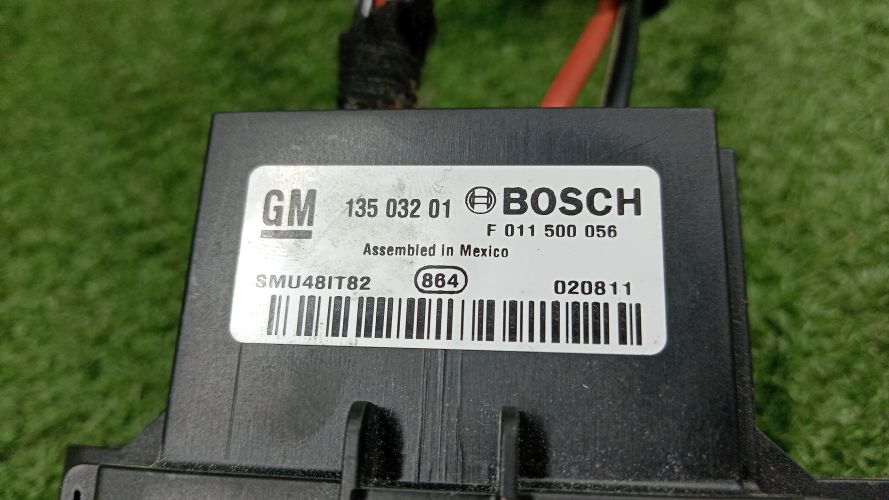 GM 135 032 01 BOSCH
F 011 500 056
Assembled in Mexico
SMU48IT82 864 020811